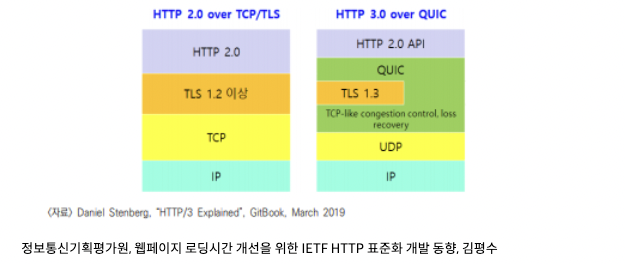 HTTP 2.0 over TCP/TLS
HTTP 2.0
TLS 1.2 이상
TCP
IP
HTTP 3.0 over QUIC
HTTP 2.0 API
QUIC
TLS 1.3
TCP-like congestion control, loss
recovery
UDP
IP
<자료> Daniel Stenberg, "HTTP/3 Explained", GitBook, March 2019
정보통신기획평가원, 웹페이지 로딩시간 개선을 위한 IETF HTTP 표준화 개발 동향, 김평수